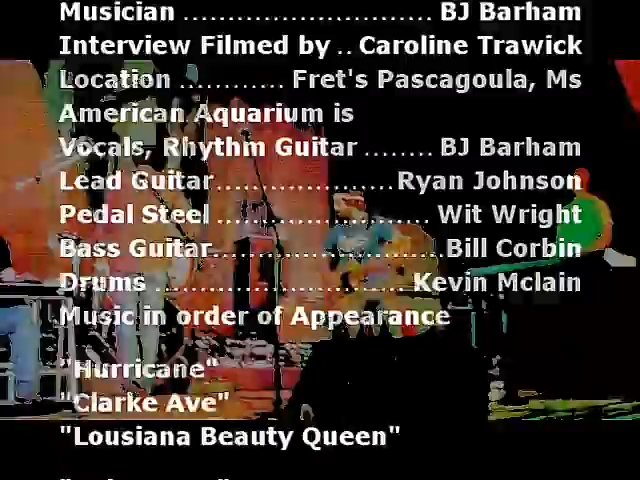 Musician ............................ BJ Barham
Interview Filmed by .. Caroline Trawick
Location ............ Fret's Pascagoula, Ms
American Aquarium is
Vocals, Rhythm Guitar ........ BJ Barham
Lead Guitar....................Ryan Johnson
Pedal Steel ........................ Wit Wright
Bass Guitar..........................Bill Corbin
Drums ............................ Kevin Mclain
Music in order of Appearance
"Hurricane"
"Clarke Ave"
"Lousiana Beauty Queen"